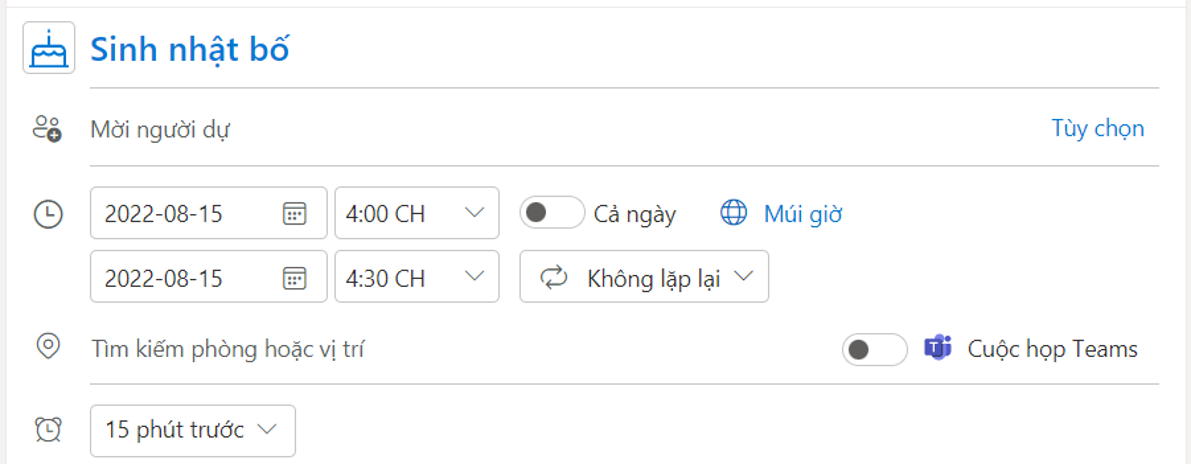 Sinh nhật bố
Mời người dự Tùy chọn
2022-08-15 4:00 CH Cả ngày Múi giờ
2022-08-15 4:30 CH Không lặp lại
Tìm kiếm phòng hoặc vị trí Cuộc họp Teams
15 phút trước